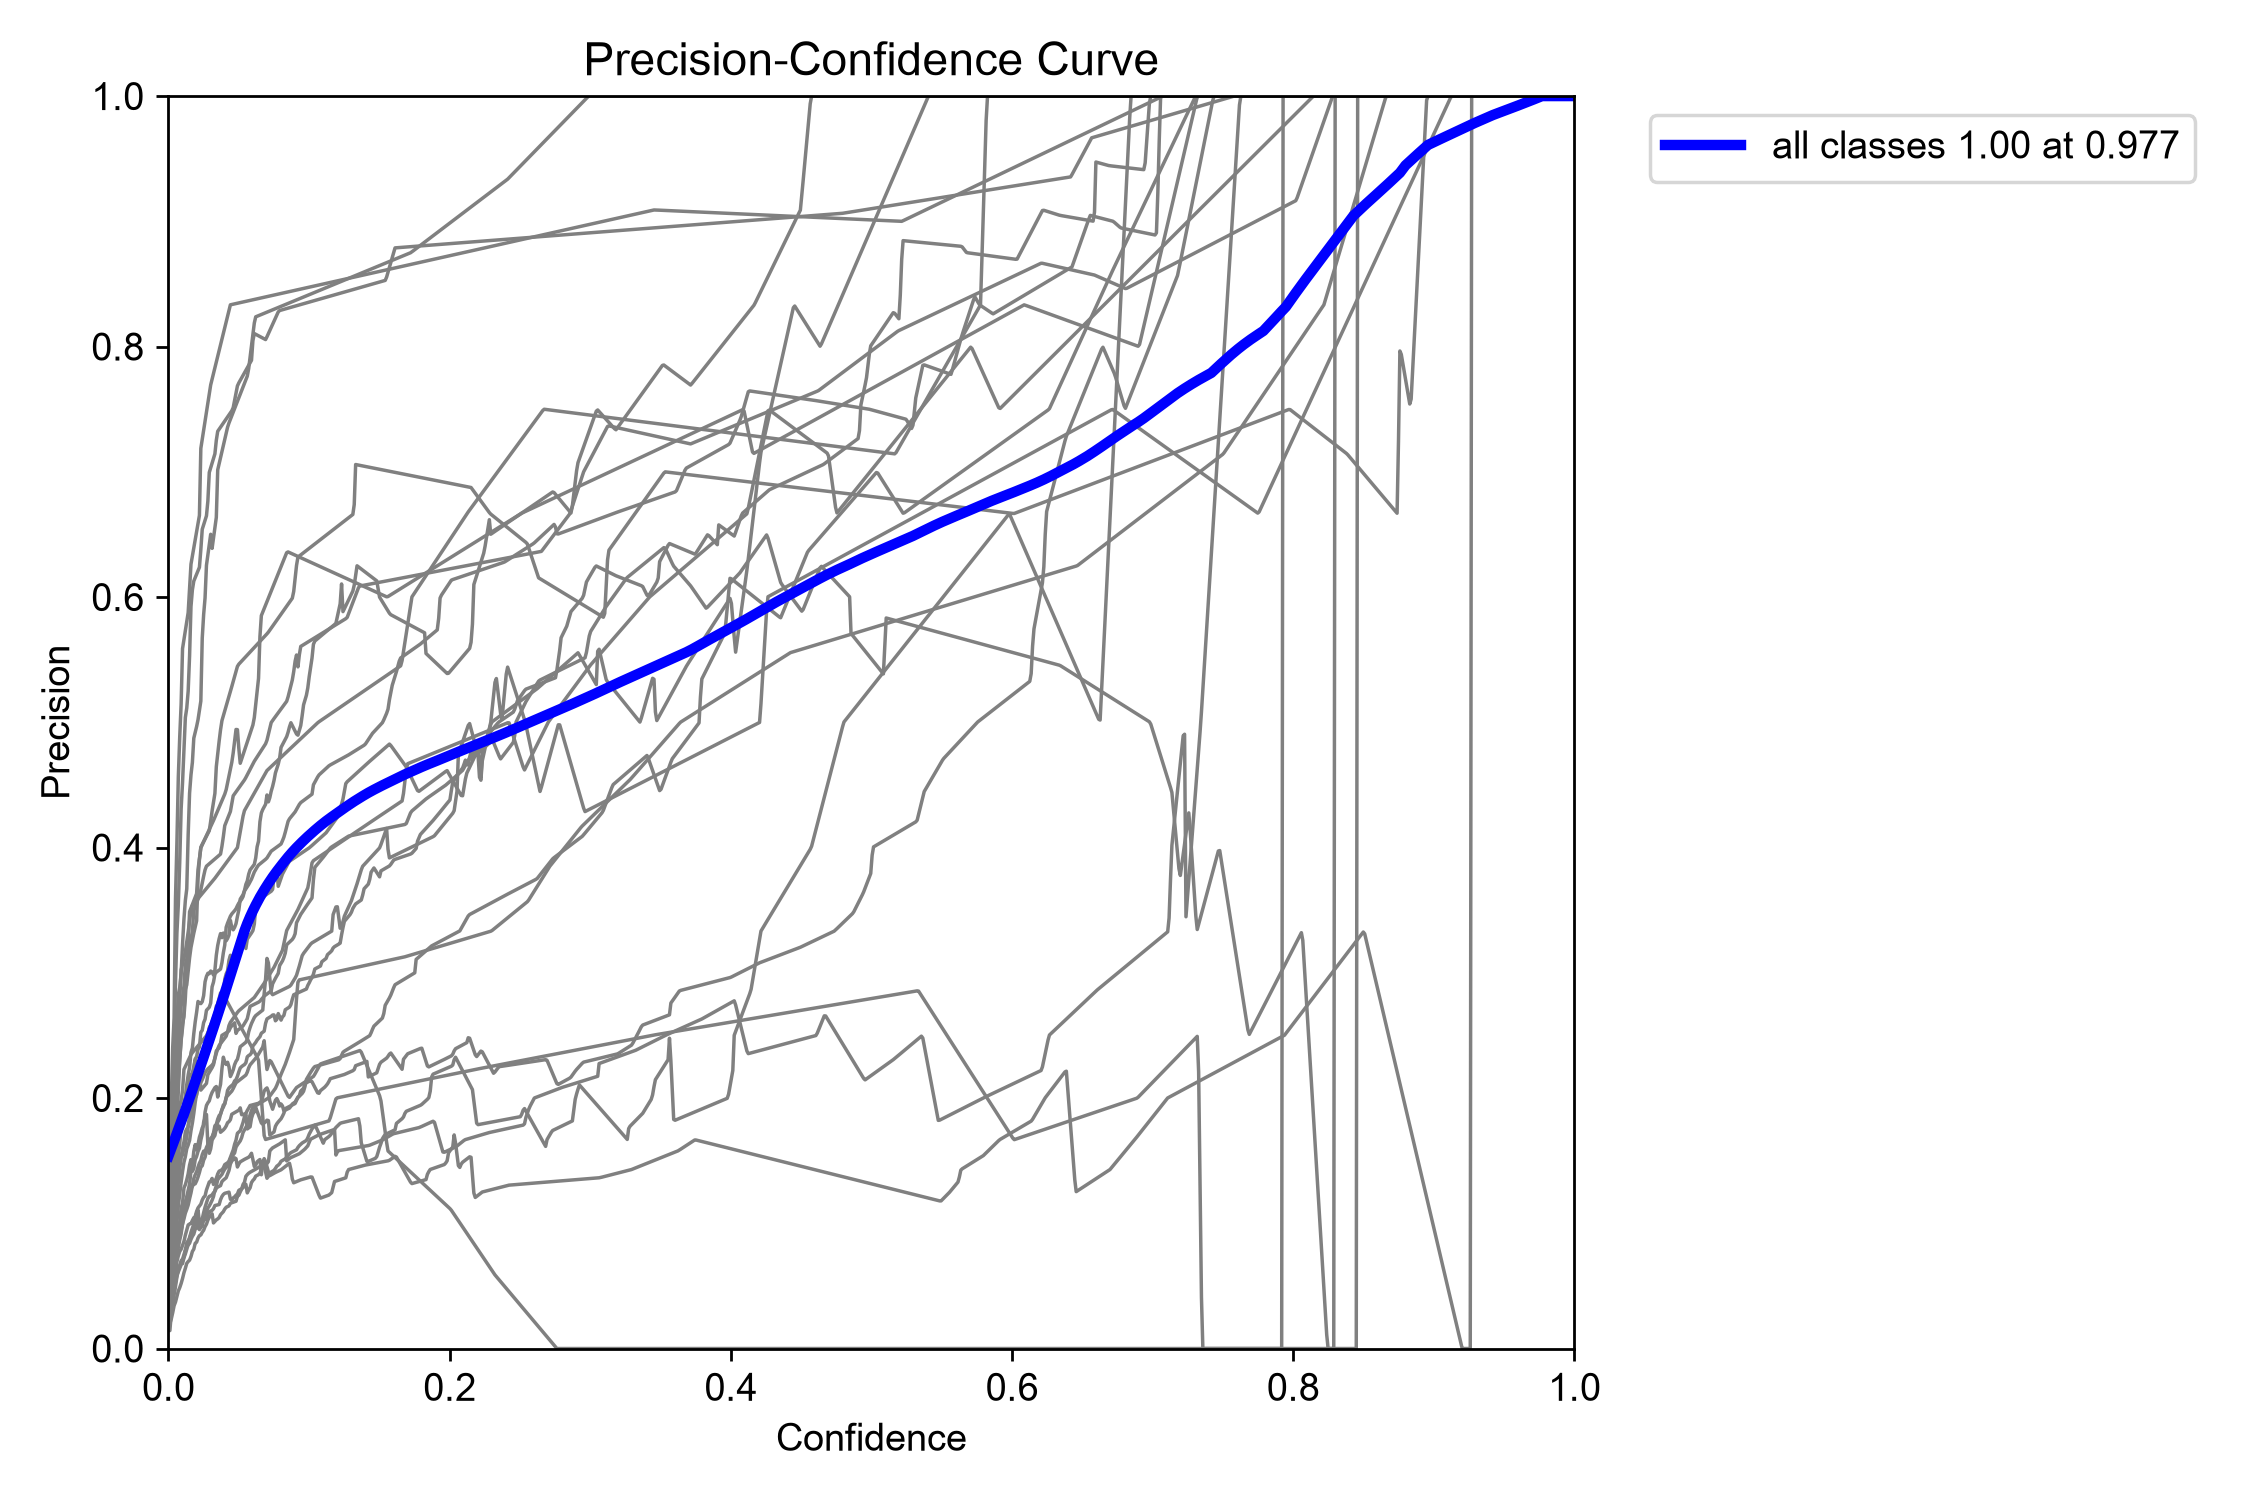 Precision-Confidence Curve
1.0
0.8
0.6
0.4
0.2
0.0
Precision
0.0 0.2 0.4 0.6 0.8 1.0
Confidence
all classes 1.00 at 0.977